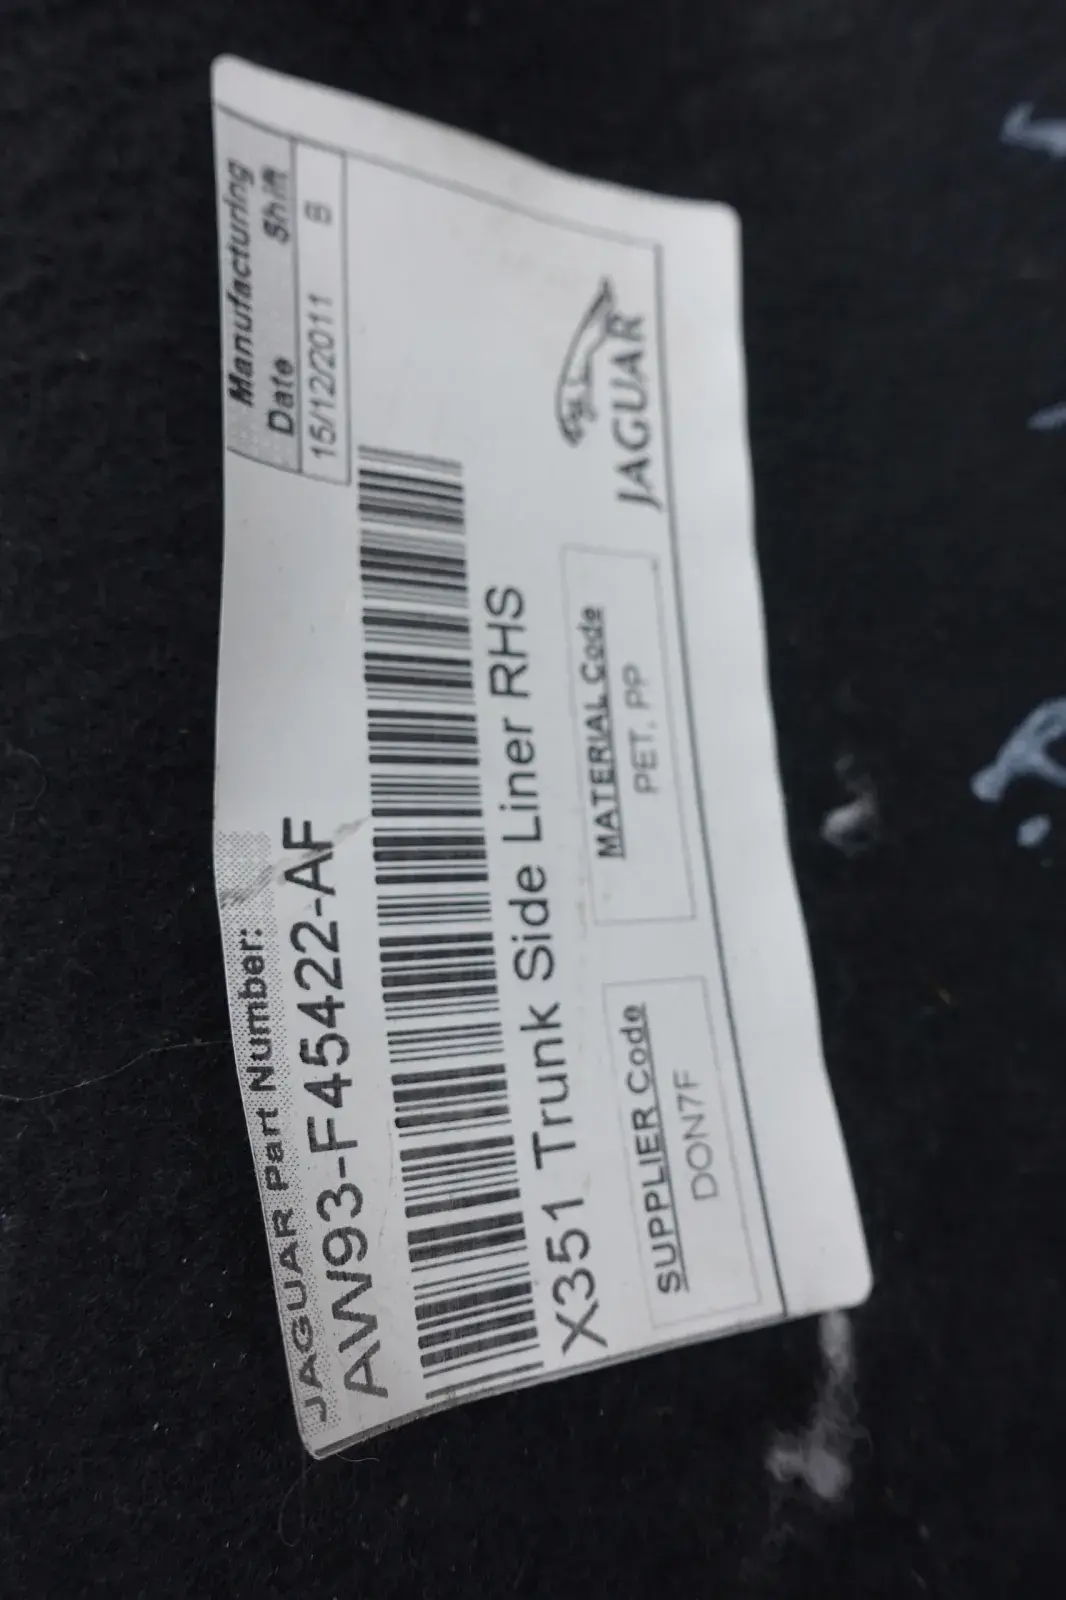 JAGUAR Part Number:
AW93-F45422-AF
Manufacturing
Date Shift
15/12/2011 B
X351 Trunk Side Liner RHS
SUPPLIER Code
DON7F
MATERIAL Code
PET, PP
JAGUAR